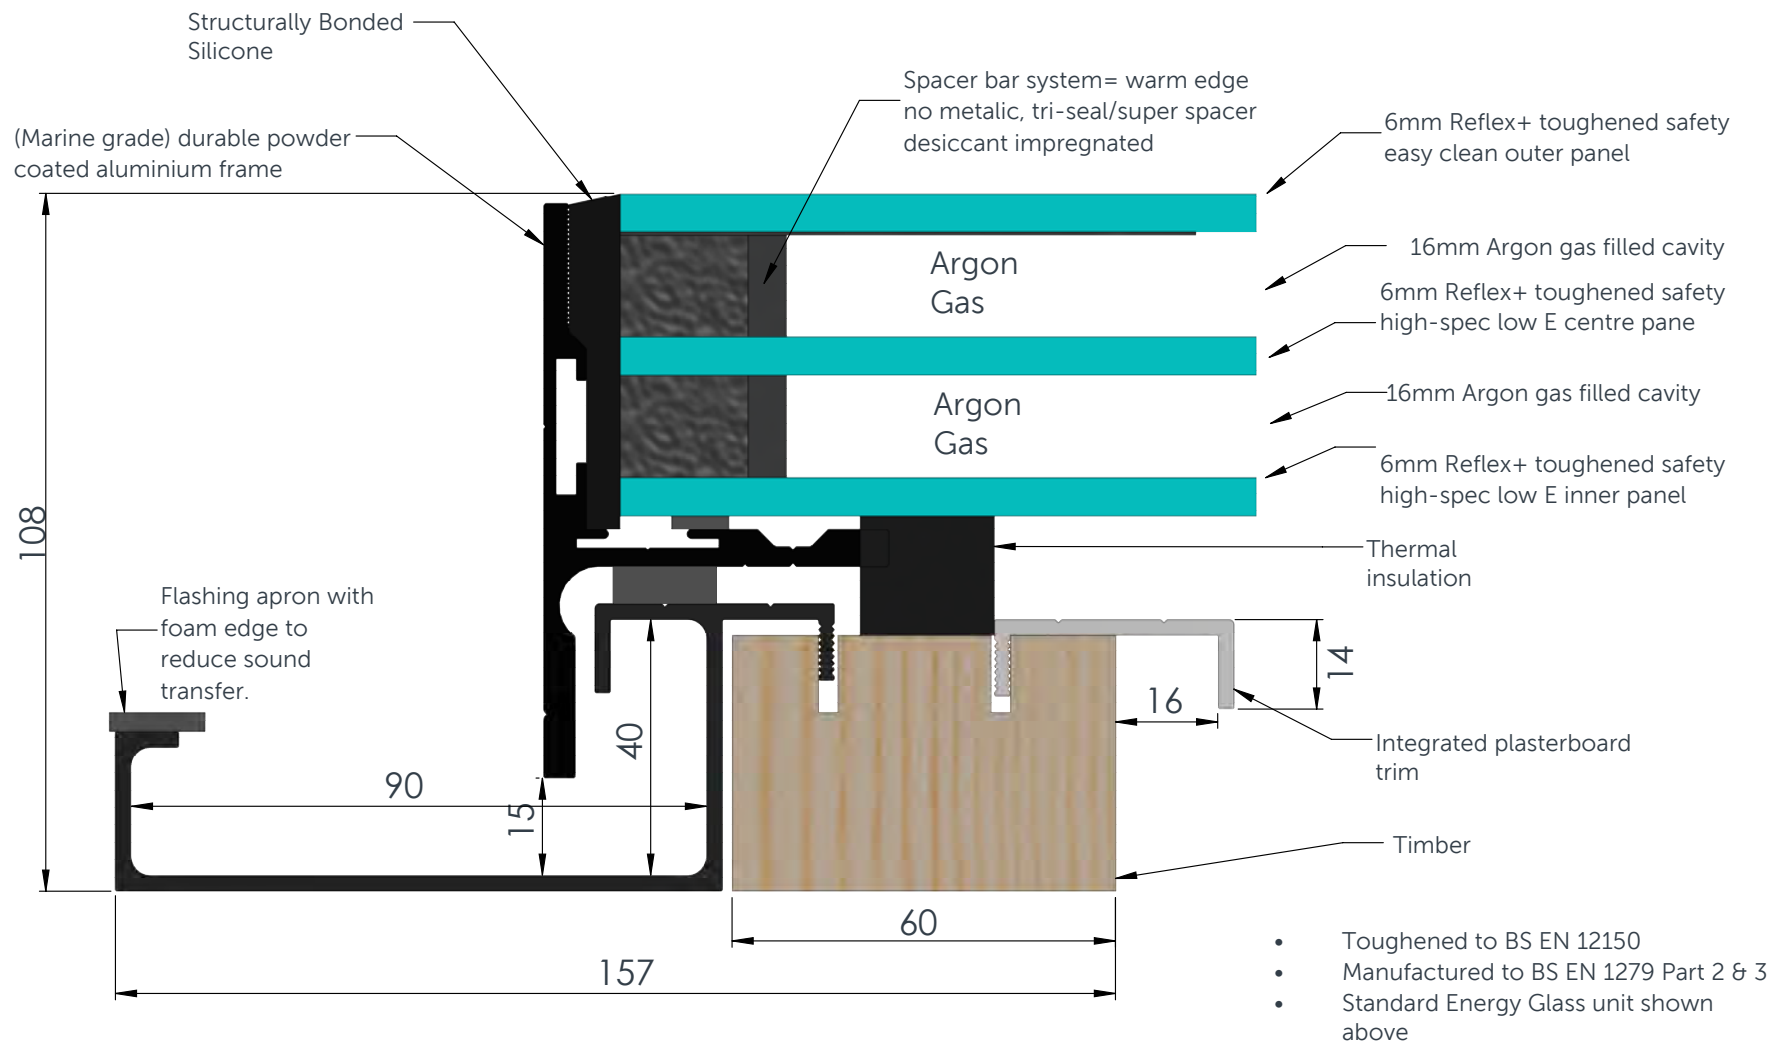 Structurally Bonded
Silicone
Spacer bar system= warm edge
no metalic, tri-seal/super spacer
desiccant impregnated
(Marine grade) durable powder
coated aluminium frame
6mm Reflex+ toughened safety
easy clean outer panel
Argon
Gas
16mm Argon gas filled cavity
6mm Reflex+ toughened safety
high-spec low E centre pane
Argon
Gas
16mm Argon gas filled cavity
6mm Reflex+ toughened safety
high-spec low E inner panel
108
Thermal
insulation
Flashing apron with
foam edge to
reduce sound
transfer.
14
16
40
Integrated plasterboard
trim
90
15
Timber
60
157
• Toughened to BS EN 12150
• Manufactured to BS EN 1279 Part 2 & 3
• Standard Energy Glass unit shown
above